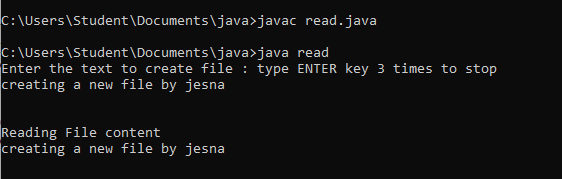 C:\Users\Student\Documents\java>javac read.java
C:\Users\Student\Documents\java>java read
Enter the text to create file : type ENTER key 3 times to stop
creating a new file by jesna
Reading File content
creating a new file by jesna